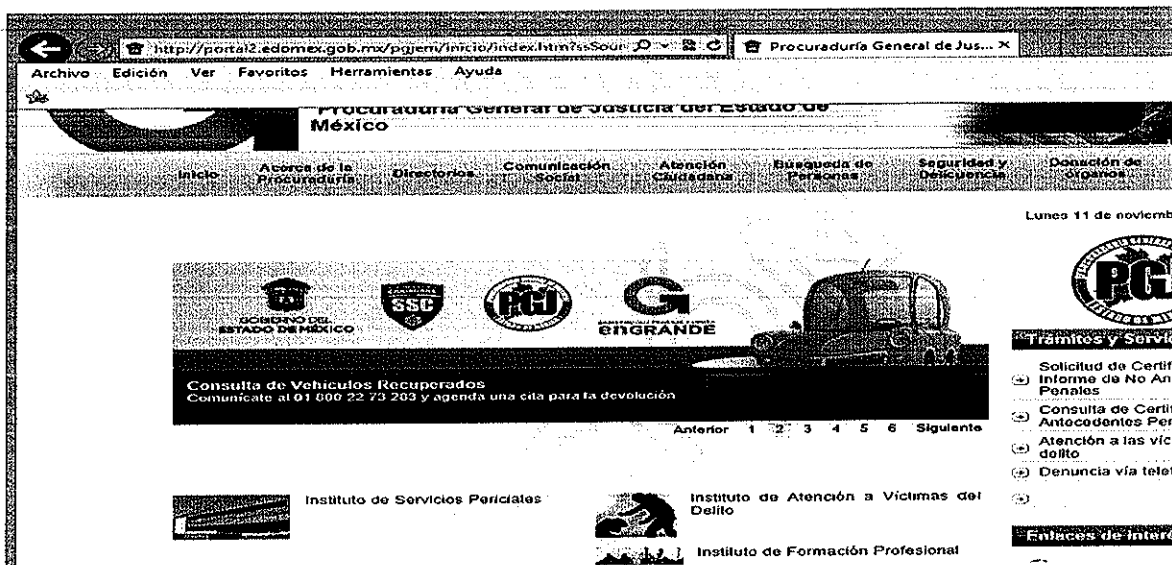 http://portal2.edomex.gob.mx/pgjem/inicio/index.htm?ssSour
Procuraduría General de Jus... ×
Archivo Edición Ver Favoritos Herramientas Ayuda
Procuraduría General de Justicia del Estado de
México
Inicio
Acerca de la
Procuraduría
Directorios
Comunicación
Social
Atención
Ciudadana
Búsqueda de
Personas
Seguridad y
Delicuencia
Donación de
órganos
Lunes 11 de noviemb
GOBIERNO DEL
ESTADO DE MÉXICO
SSC
PGJ
enGRANDE
PGJ
Consulta de Vehículos Recuperados
Comunícate al 01 800 22 73 203 y agenda una cita para la devolución
Anterior 1 2 3 4 5 6 Siguiente
Trámites y Servic
Solicitud de Certif
Informe de No An
Penales
Consulta de Certi
Antecedentes Per
Atención a las víc
delito
Denuncia vía telef
Instituto de Servicios Periciales
Instituto de Atención a Víctimas del
Delito
Instituto de Formación Profesional
Enlaces de Inter